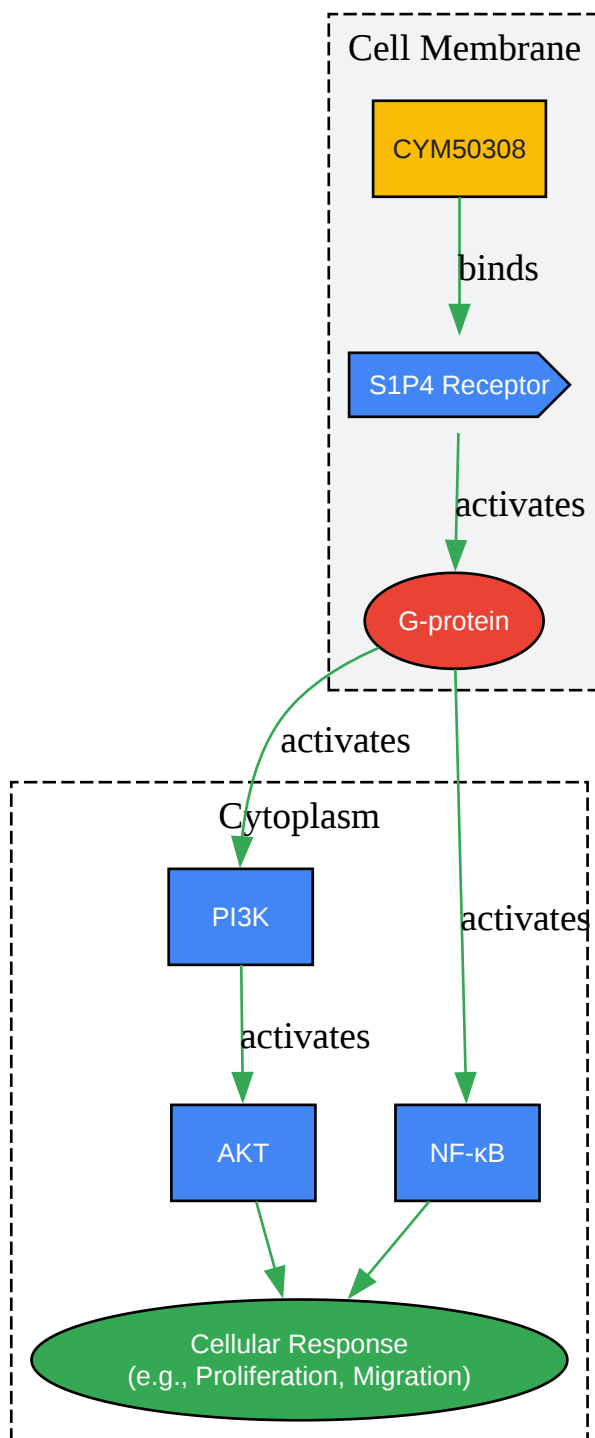 Cell Membrane
CYM50308
binds
S1P4 Receptor
activates
G-protein
activates
Cytoplasm
PI3K
activates
activates
AKT
NF-κB
Cellular Response
(e.g., Proliferation, Migration)